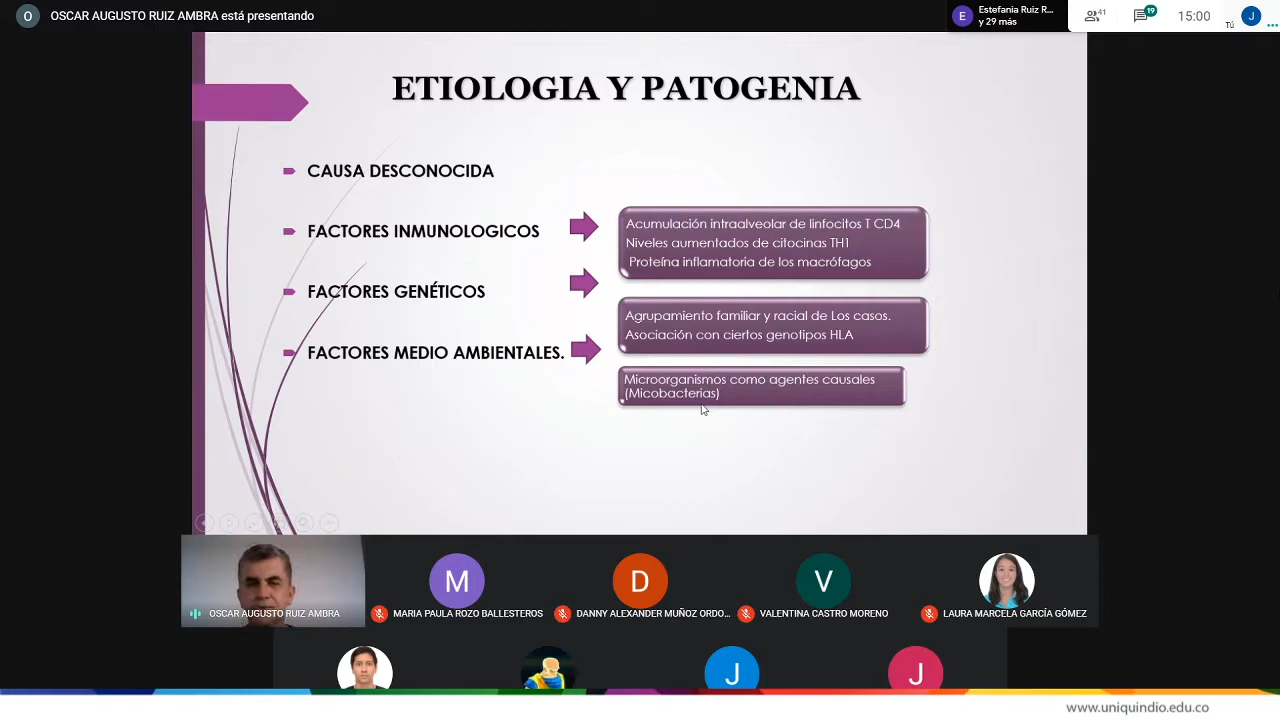 O
OSCAR AUGUSTO RUIZ AMBRA está presentando
E
Estefania Ruiz R...
y 29 más
41
19
15:00
Tú
J
ETIOLOGIA Y PATOGENIA
CAUSA DESCONOCIDA
FACTORES INMUNOLOGICOS
Acumulación intraalveolar de linfocitos T CD4
Niveles aumentados de citocinas TH1
Proteína inflamatoria de los macrófagos
FACTORES GENÉTICOS
Agrupamiento familiar y racial de Los casos.
Asociación con ciertos genotipos HLA
FACTORES MEDIO AMBIENTALES.
Microorganismos como agentes causales
(Micobacterias)
M
D
V
OSCAR AUGUSTO RUIZ AMBRA
MARIA PAULA ROZO BALLESTEROS
DANNY ALEXANDER MUÑOZ ORDO...
VALENTINA CASTRO MORENO
LAURA MARCELA GARCÍA GÓMEZ
J
J
www.uniquindio.edu.co